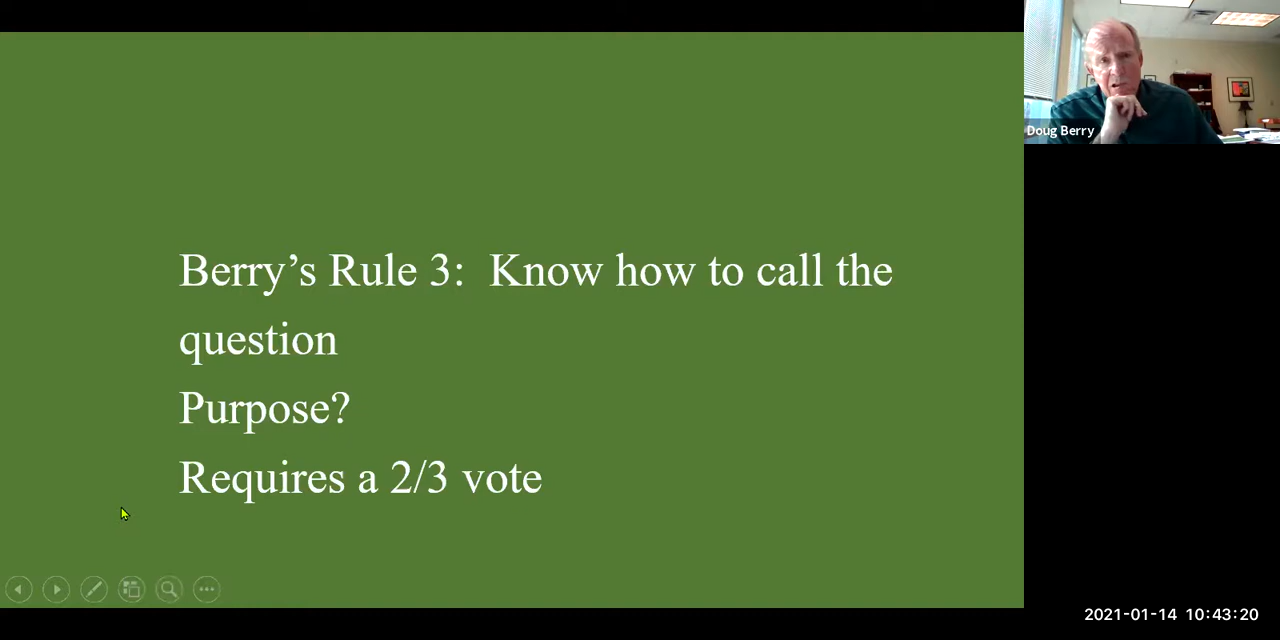 Berry’s Rule 3:  Know how to call the
question
Purpose?
Requires a 2/3 vote
Doug Berry
2021-01-14 10:43:20